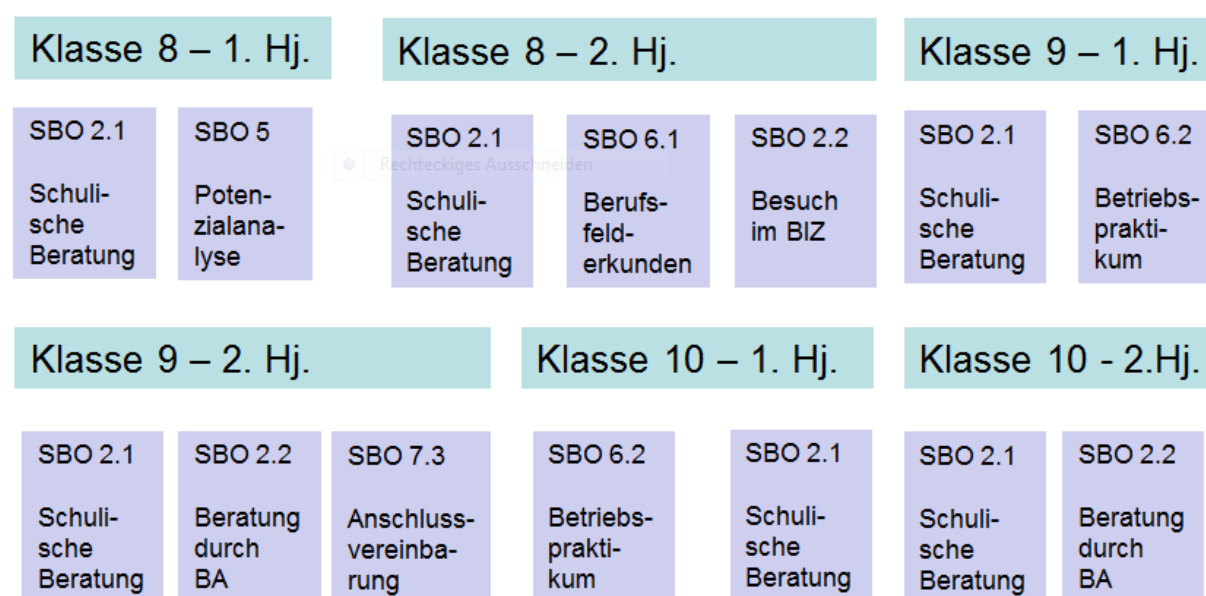 Klasse 8 – 1. Hj.
SBO 2.1
Schuli-
sche
Beratung
SBO 5
Poten-
zialana-
lyse
Klasse 8 – 2. Hj.
SBO 2.1
Schuli-
sche
Beratung
SBO 6.1
Berufs-
feld-
erkunden
SBO 2.2
Besuch
im BIZ
Rechteckiges Ausschneiden
Klasse 9 – 1. Hj.
SBO 2.1
Schuli-
sche
Beratung
SBO 6.2
Betriebs-
prakti-
kum
Klasse 9 – 2. Hj.
SBO 2.1
Schuli-
sche
Beratung
SBO 2.2
Beratung
durch
BA
SBO 7.3
Anschluss-
vereinba-
rung
Klasse 10 – 1. Hj.
SBO 6.2
Betriebs-
prakti-
kum
SBO 2.1
Schuli-
sche
Beratung
Klasse 10 - 2.Hj.
SBO 2.1
Schuli-
sche
Beratung
SBO 2.2
Beratung
durch
BA